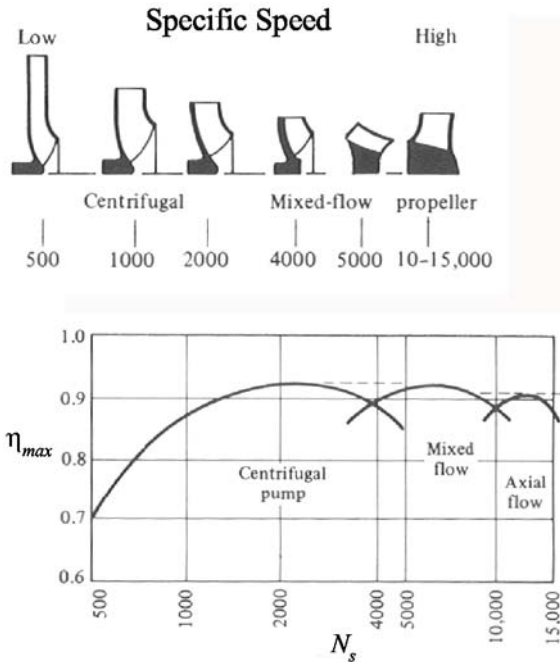 Specific Speed
Low High
Centrifugal Mixed-flow propeller
500 1000 2000 4000 5000 10-15,000
1.0
0.9
ηmax
0.8
0.7
0.6
Centrifugal
pump
Mixed
flow
Axial
flow
500 1000 2000 4000 5000 10,000 15,000
Ns